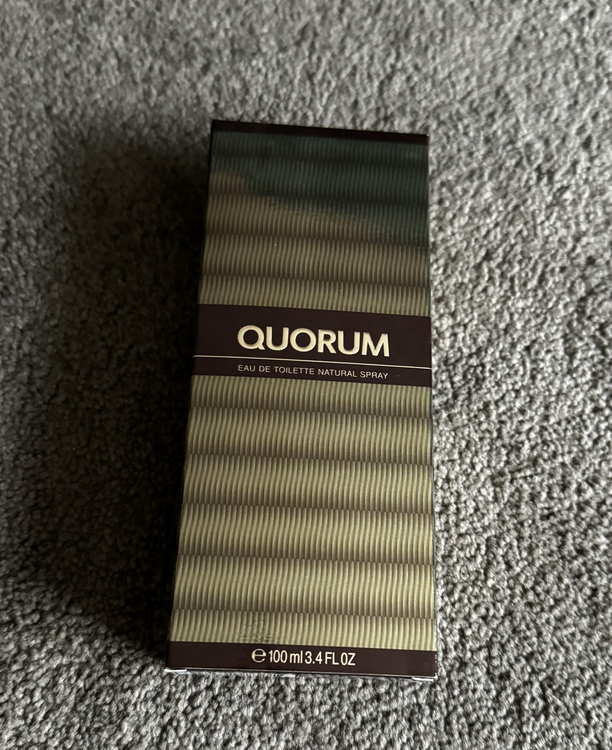 QUORUM
EAU DE TOILETTE NATURAL SPRAY
℮ 100 ml 3.4 FL OZ